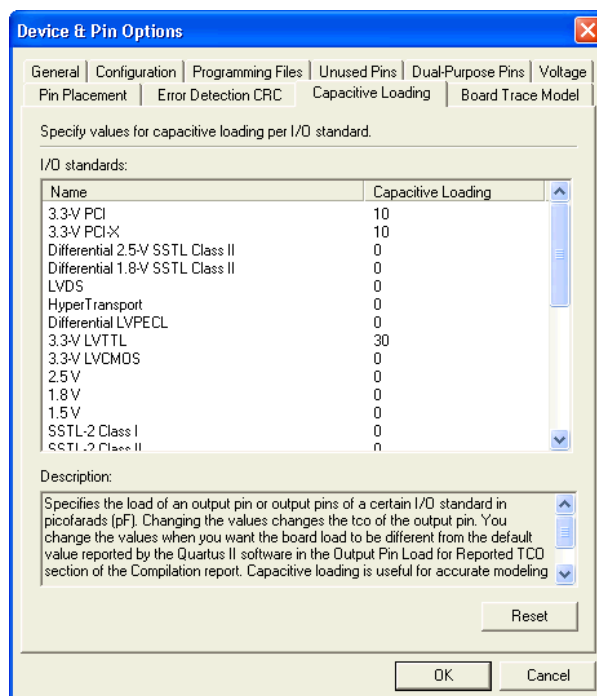 Device & Pin Options
General Configuration Programming Files Unused Pins Dual-Purpose Pins Voltage
Pin Placement Error Detection CRC Capacitive Loading Board Trace Model
Specify values for capacitive loading per I/O standard.
I/O standards:
Name Capacitive Loading
3.3-V PCI 10
3.3-V PCI-X 10
Differential 2.5-V SSTL Class II 0
Differential 1.8-V SSTL Class II 0
LVDS 0
HyperTransport 0
Differential LVPECL 0
3.3-V LVTTL 30
3.3-V LVCMOS 0
2.5 V 0
1.8 V 0
1.5 V 0
SSTL-2 Class I 0
SSTL-2 Class II 0
Description:
Specifies the load of an output pin or output pins of a certain I/O standard in
picofarads (pF). Changing the values changes the tco of the output pin. You
change the values when you want the board load to be different from the default
value reported by the Quartus II software in the Output Pin Load for Reported TCO
section of the Compilation report. Capacitive loading is useful for accurate modeling
Reset
OK Cancel